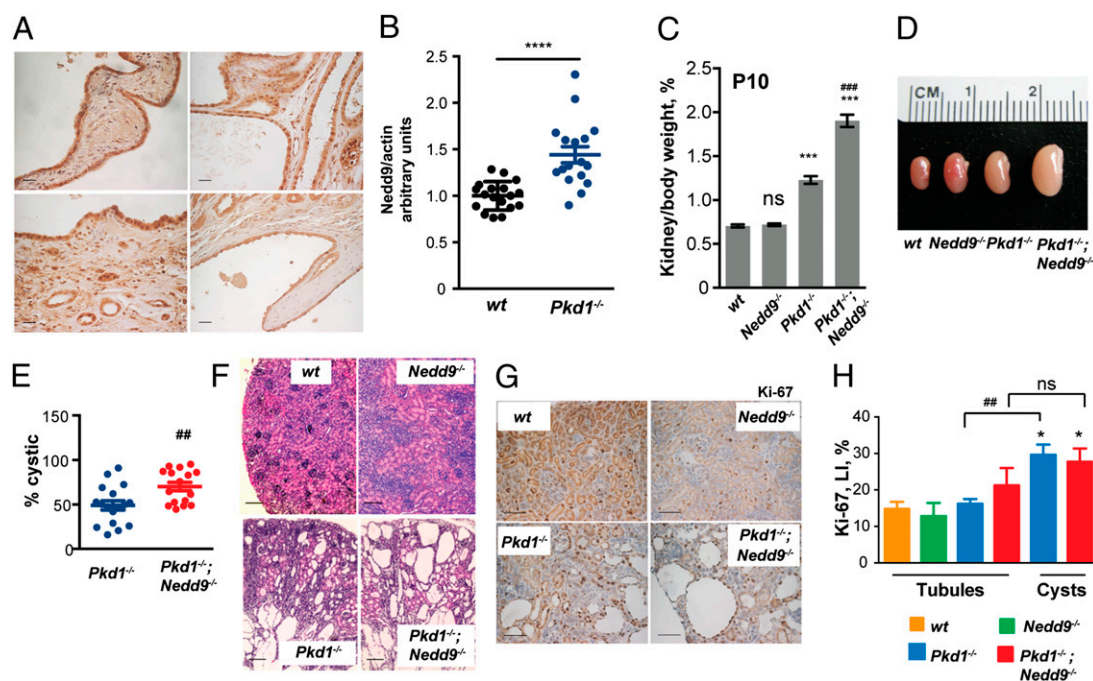 A
B
****
Nedd9/actin
arbitrary units
2.5
2.0
1.5
1.0
0.5
0.0
wt
Pkd1-/-
C
Kidney/body weight, %
P10
2.5
2.0
1.5
1.0
0.5
0.0
ns
***
###
***
wt
Nedd9-/-
Pkd1-/-
Pkd1-/-;
Nedd9-/-
D
CM 1 2
wt Nedd9-/- Pkd1-/- Pkd1-/-;
Nedd9-/-
E
% cystic
150
100
50
0
##
Pkd1-/-
Pkd1-/-;
Nedd9-/-
F
wt
Nedd9-/-
Pkd1-/-
Pkd1-/-;
Nedd9-/-
G
Ki-67
wt
Nedd9-/-
Pkd1-/-
Pkd1-/-;
Nedd9-/-
H
Ki-67, LI, %
40
30
20
10
0
##
ns
*
*
Tubules
Cysts
wt
Nedd9-/-
Pkd1-/-
Pkd1-/-;
Nedd9-/-